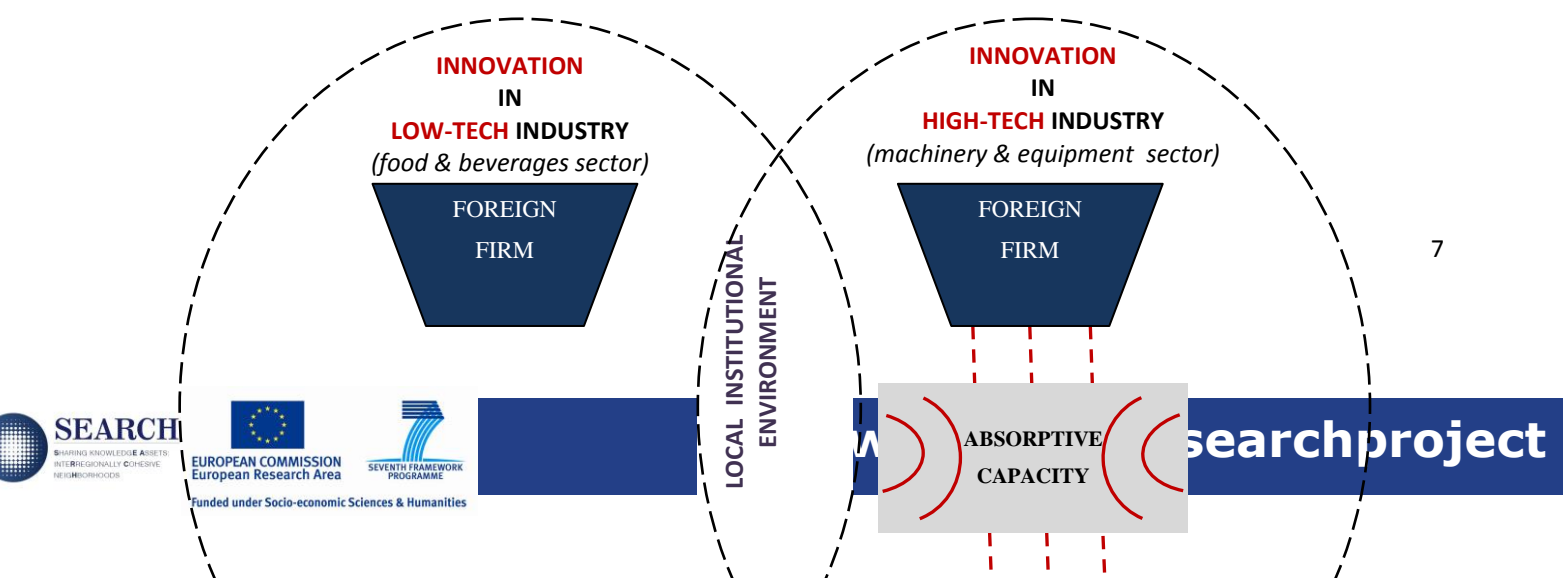 INNOVATION
IN
LOW-TECH INDUSTRY
(food & beverages sector)
FOREIGN
FIRM
INNOVATION
IN
HIGH-TECH INDUSTRY
(machinery & equipment sector)
FOREIGN
FIRM
7
LOCAL INSTITUTIONAL
ENVIRONMENT
SEARCH
SHARING KNOWLEDGE ASSETS:
INTERREGIONALLY COHESIVE
NEIGHBORHOODS
EUROPEAN COMMISSION
European Research Area
SEVENTH FRAMEWORK
PROGRAMME
Funded under Socio-economic Sciences & Humanities
ABSORPTIVE
CAPACITY
searchproject